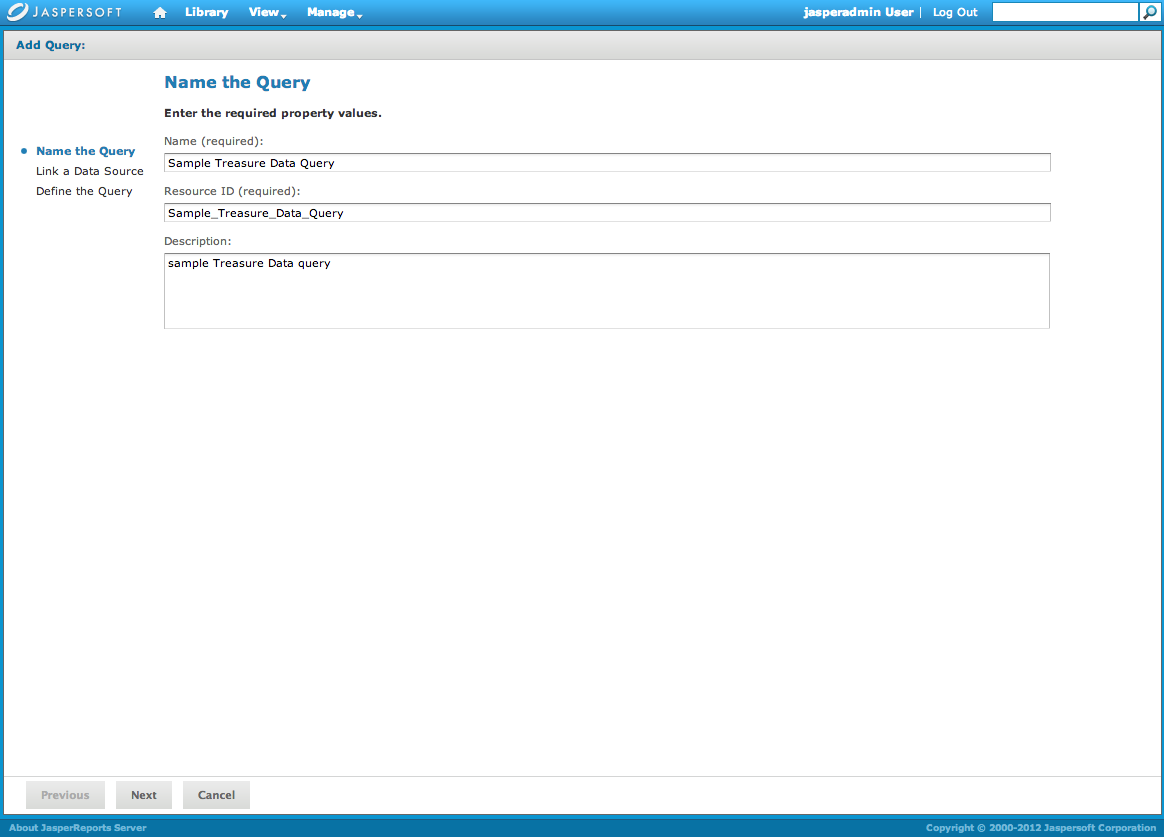 JASPERSOFT Library View Manage jasperadmin User | Log Out
Add Query:
Name the Query
Enter the required property values.
Name (required):
Name the Query
Sample Treasure Data Query
Link a Data Source
Define the Query
Resource ID (required):
Sample_Treasure_Data_Query
Description:
sample Treasure Data query
Previous Next Cancel
About JasperReports Server Copyright © 2000-2012 Jaspersoft Corporation